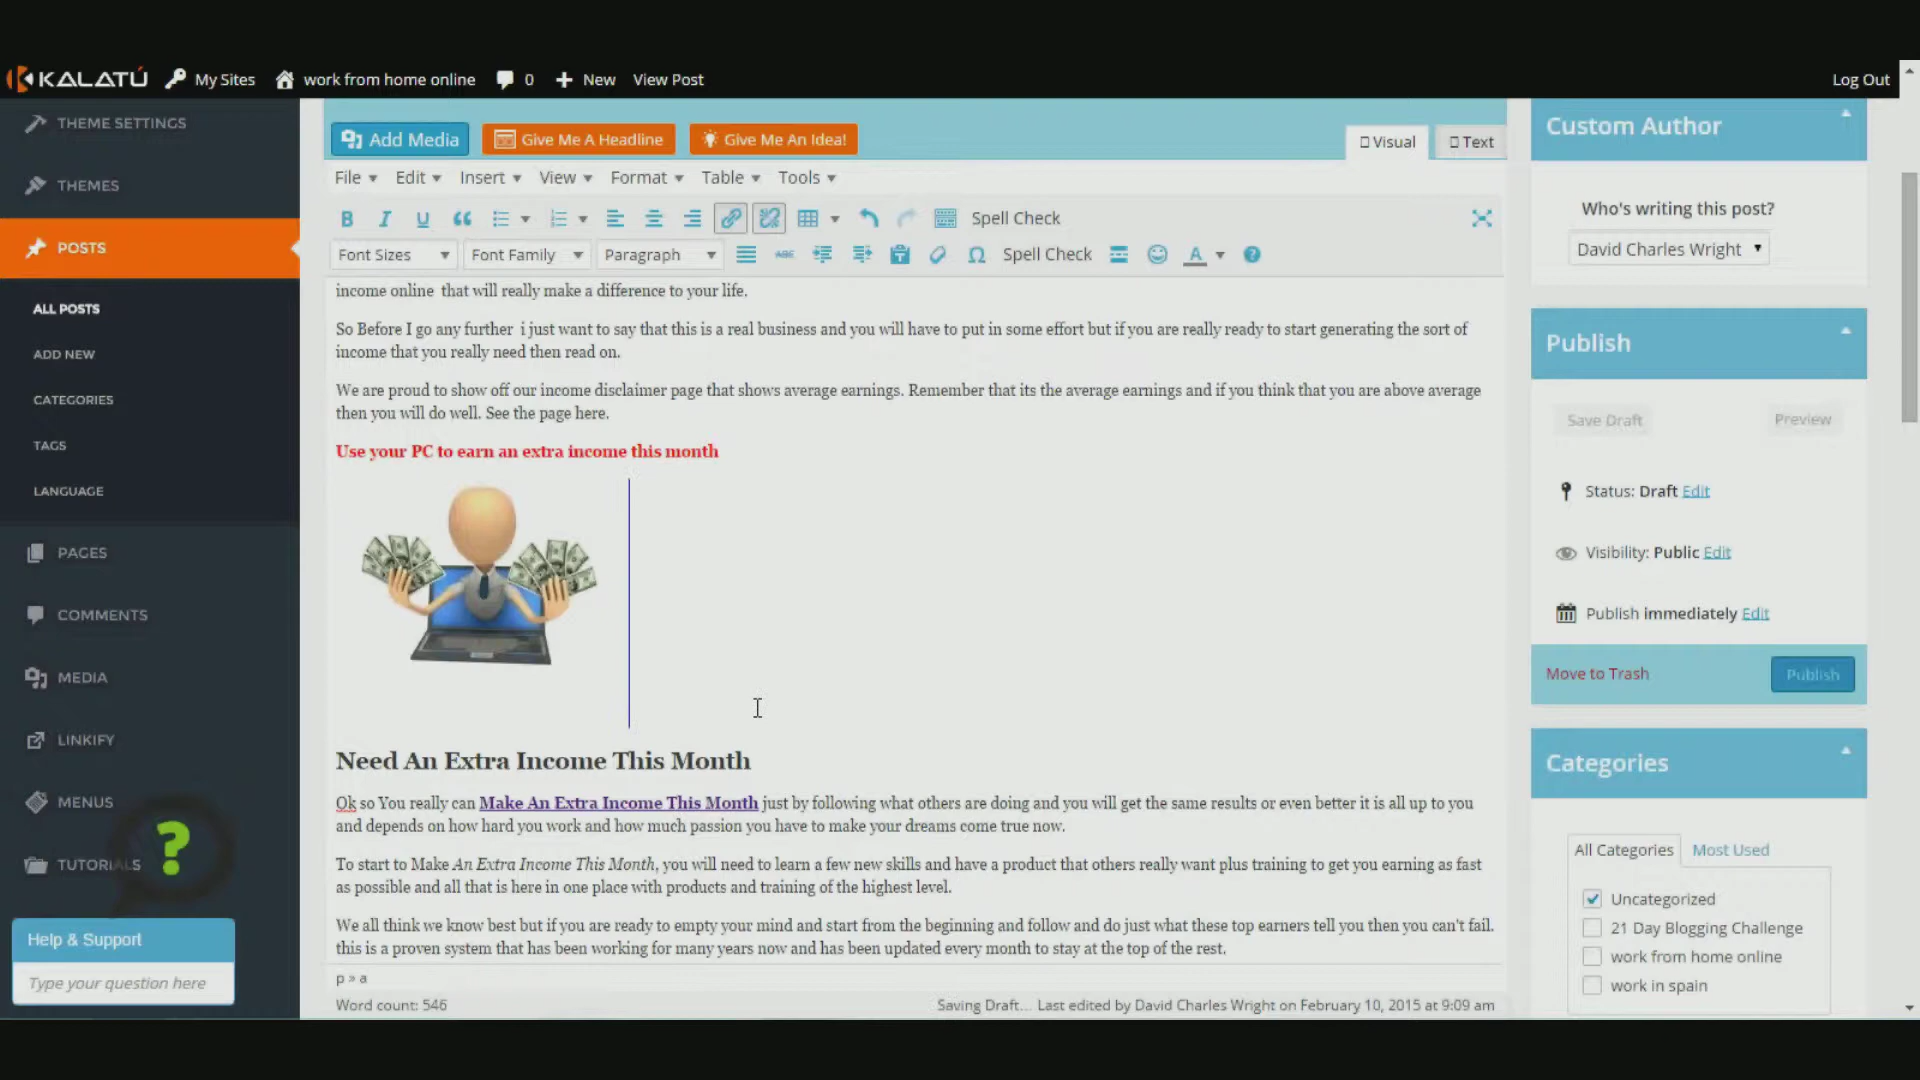 KALATÚ My Sites work from home online 0 New View Post Log Out
THEME SETTINGS
THEMES
POSTS
ALL POSTS
ADD NEW
CATEGORIES
TAGS
LANGUAGE
PAGES
COMMENTS
MEDIA
LINKIFY
MENUS
TUTORIALS
?
Help & Support
Type your question here
Add Media Give Me A Headline Give Me An Idea! Visual Text
File Edit Insert View Format Table Tools
B I U Spell Check
Font Sizes Font Family Paragraph ABC Ω Spell Check A ?
income online that will really make a difference to your life.
So Before I go any further i just want to say that this is a real business and you will have to put in some effort but if you are really ready to start generating the sort of
income that you really need then read on.
We are proud to show off our income disclaimer page that shows average earnings. Remember that its the average earnings and if you think that you are above average
then you will do well. See the page here.
Use your PC to earn an extra income this month
Need An Extra Income This Month
Ok so You really can Make An Extra Income This Month just by following what others are doing and you will get the same results or even better it is all up to you
and depends on how hard you work and how much passion you have to make your dreams come true now.
To start to Make An Extra Income This Month, you will need to learn a few new skills and have a product that others really want plus training to get you earning as fast
as possible and all that is here in one place with products and training of the highest level.
We all think we know best but if you are ready to empty your mind and start from the beginning and follow and do just what these top earners tell you then you can't fail.
this is a proven system that has been working for many years now and has been updated every month to stay at the top of the rest.
p » a
Word count: 546 Saving Draft... Last edited by David Charles Wright on February 10, 2015 at 9:09 am
Custom Author
Who's writing this post?
David Charles Wright
Publish
Save Draft Preview
Status: Draft Edit
Visibility: Public Edit
Publish immediately Edit
Move to Trash Publish
Categories
All Categories Most Used
Uncategorized
21 Day Blogging Challenge
work from home online
work in spain